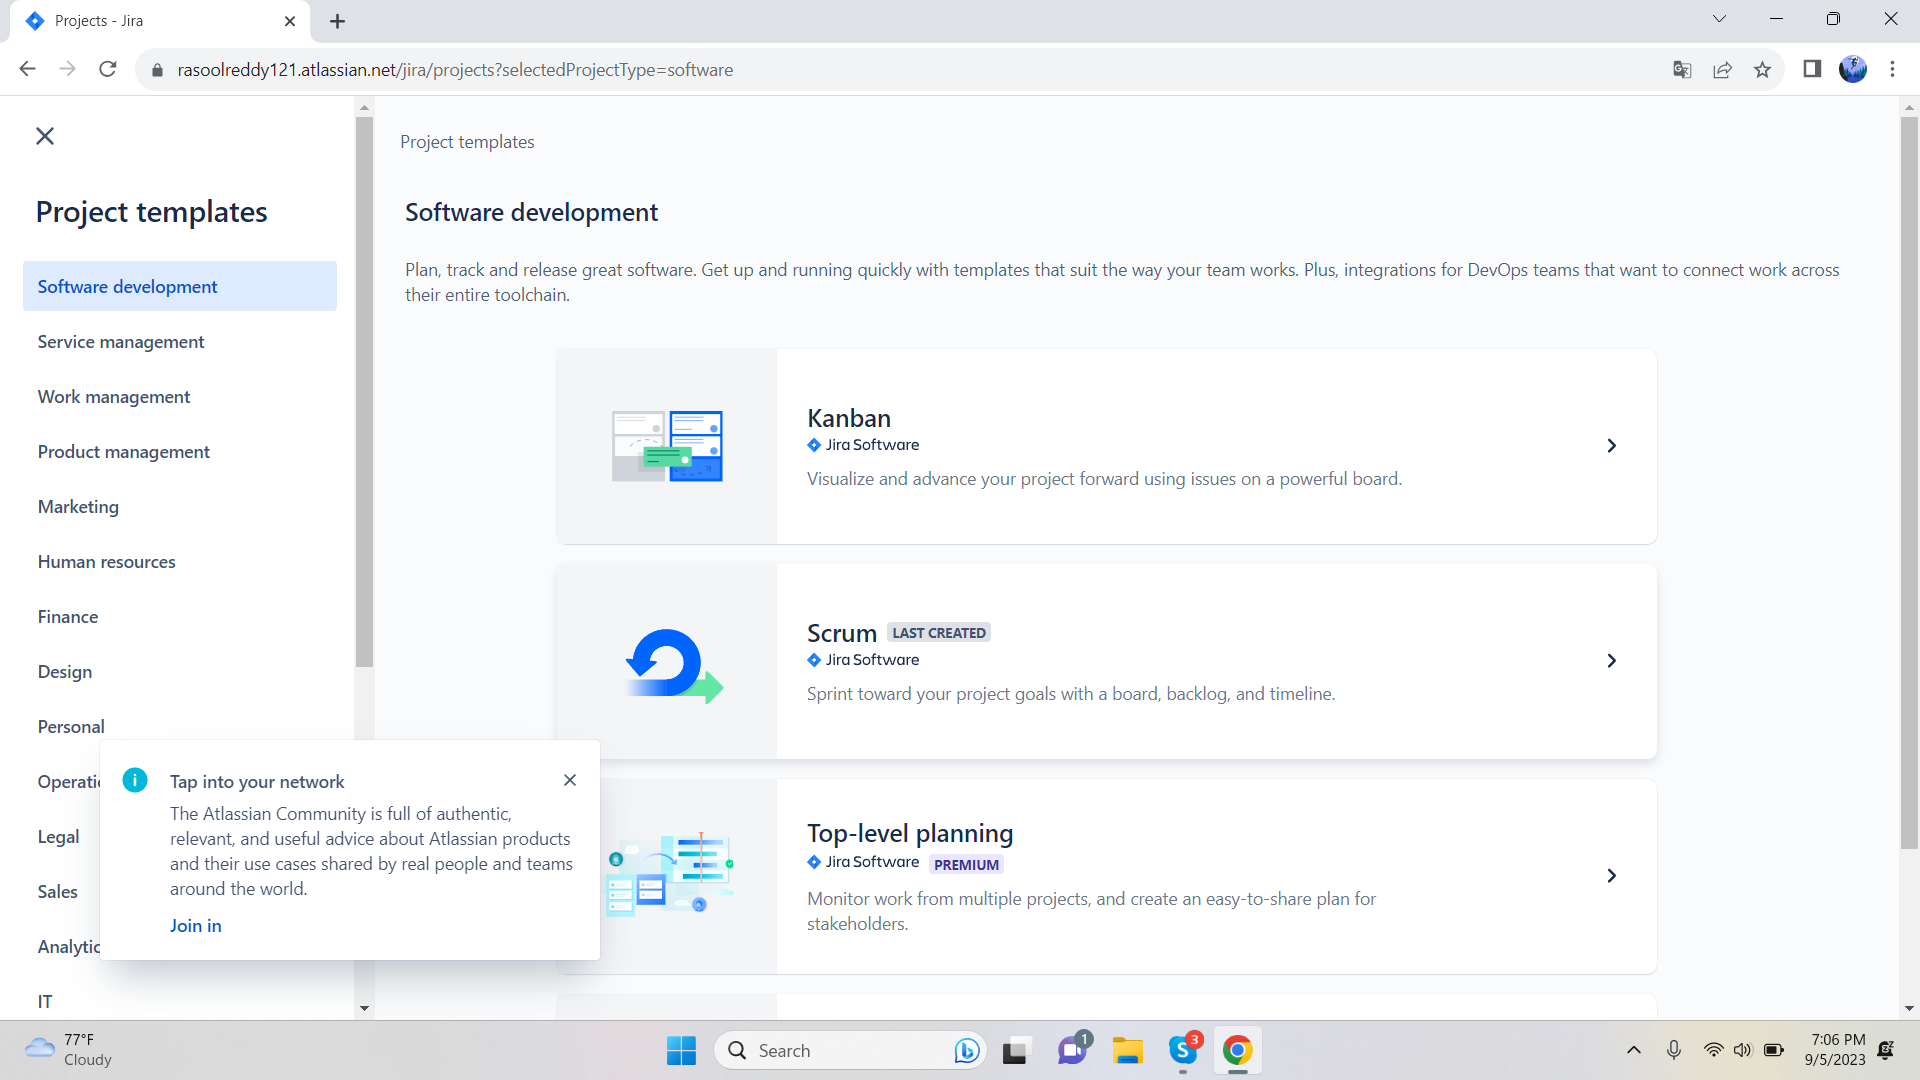 Projects - Jira
rasoolreddy121.atlassian.net/jira/projects?selectedProjectType=software
Project templates
Software development
Service management
Work management
Product management
Marketing
Human resources
Finance
Design
Personal
Operatio
Legal
Sales
Analytic
IT
Project templates
Software development
Plan, track and release great software. Get up and running quickly with templates that suit the way your team works. Plus, integrations for DevOps teams that want to connect work across
their entire toolchain.
Kanban
Jira Software
Visualize and advance your project forward using issues on a powerful board.
Scrum LAST CREATED
Jira Software
Sprint toward your project goals with a board, backlog, and timeline.
Top-level planning
Jira Software PREMIUM
Monitor work from multiple projects, and create an easy-to-share plan for
stakeholders.
Tap into your network
The Atlassian Community is full of authentic,
relevant, and useful advice about Atlassian products
and their use cases shared by real people and teams
around the world.
Join in
77°F
Cloudy
Search
1
3
7:06 PM
9/5/2023